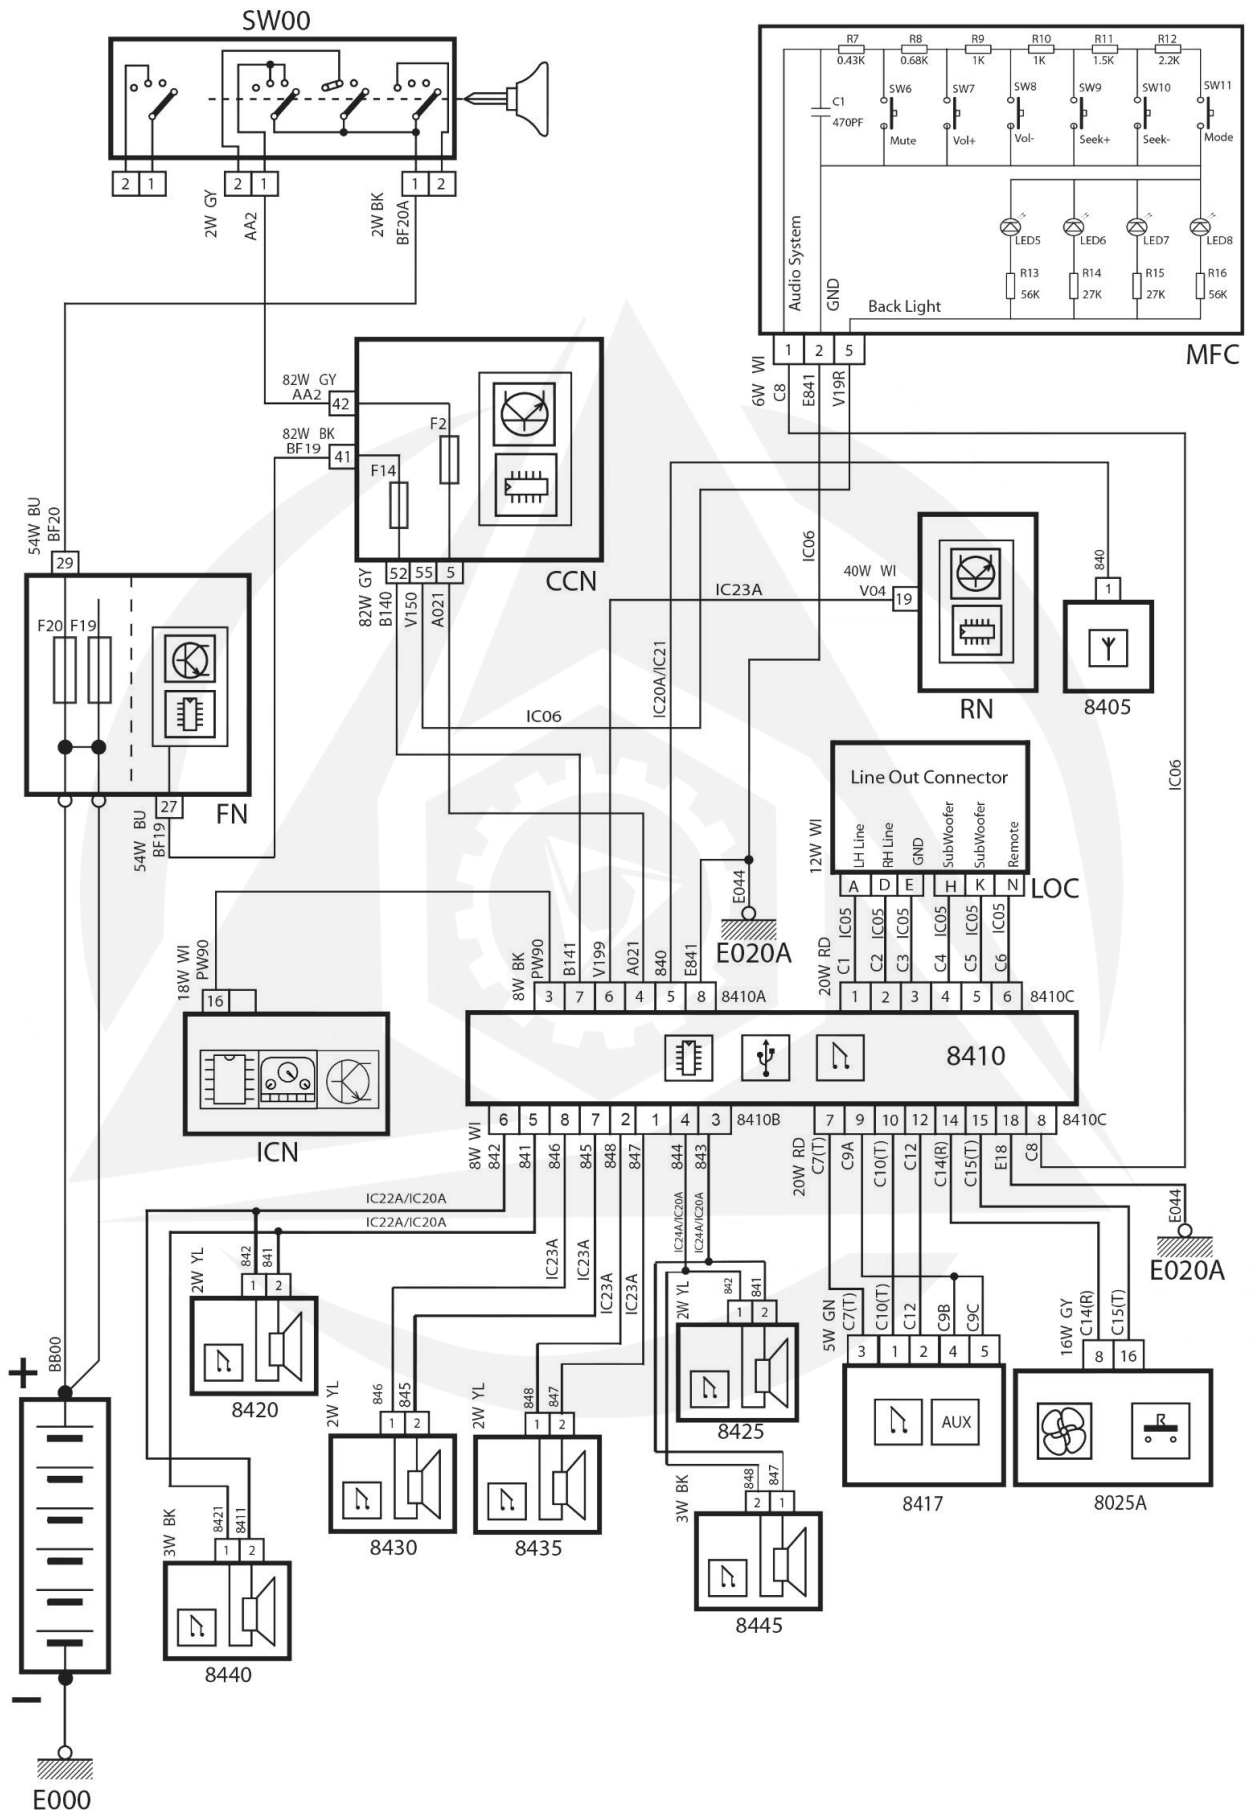 SW00
2 1
2 1
1 2
2W GY
AA2
2W BK
BF20A
R7 R8 R9 R10 R11 R12
0.43K 0.68K 1K 1K 1.5K 2.2K
C1
470PF
SW6 SW7 SW8 SW9 SW10 SW11
Mute Vol+ Vol- Seek+ Seek- Mode
LED5 LED6 LED7 LED8
R13 R14 R15 R16
56K 27K 27K 56K
Audio System
GND
Back Light
MFC
1 2 5
6W WI
C8
E841
V19R
82W GY
AA2
42
82W BK
BF19
41
F2
F14
CCN
52 55 5
82W GY
B140
V150
A021
54W BU
BF20
29
F20 F19
FN
27
54W BU
BF19
IC06
IC06
IC06
IC23A
IC20A/IC21
40W WI
V04
19
RN
840
1
8405
Line Out Connector
LH Line
RH Line
GND
SubWoofer
SubWoofer
Remote
12W WI
A D E H K N
LOC
IC05 IC05 IC05 IC05 IC05 IC05
20W RD
C1 C2 C3 C4 C5 C6
1 2 3 4 5 6
8410C
E044
E020A
18W WI
PW90
16
ICN
8W BK
PW90
B141
V199
A021
840
E841
3 7 6 4 5 8
8410A
8410
6 5 8 7 2 1 4 3
8410B
8W WI
842
841
846
845
848
847
844
843
7 9 10 12 14 15 18 8
8410C
20W RD
C7(T)
C9A
C10(T)
C12
C14(R)
C15(T)
E18
C8
IC22A/IC20A
IC22A/IC20A
IC23A
IC23A
IC23A
IC23A
IC24A/IC20A
IC24A/IC20A
E044
E020A
2W YL
842
841
1 2
8420
2W YL
846
845
1 2
8430
2W YL
848
847
1 2
8435
2W YL
842
841
1 2
8425
3W BK
848
847
2 1
8445
3W BK
8421
8411
1 2
8440
5W GN
C7(T)
C10(T)
C12
C9B
C9C
3 1 2 4 5
AUX
8417
16W GY
C14(R)
C15(T)
8 16
8025A
+
BB00
−
E000